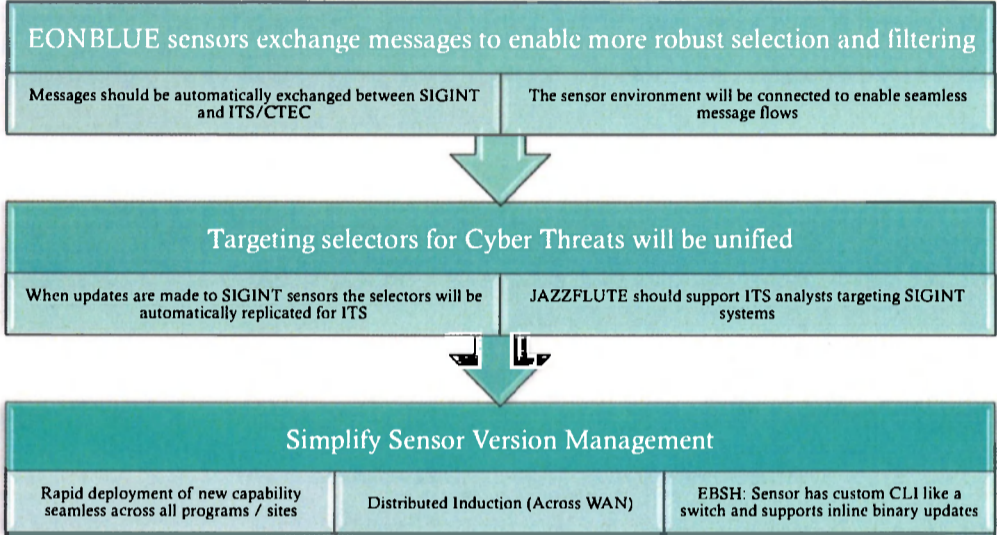 EONBLUE sensors exchange messages to enable more robust selection and filtering
Messages should be automatically exchanged between SIGINT
and ITS/CTEC
The sensor environment will be connected to enable seamless
message flows
Targeting selectors for Cyber Threats will be unified
When updates are made to SIGINT sensors the selectors will be
automatically replicated for ITS
JAZZFLUTE should support ITS analysts targeting SIGINT
systems
Simplify Sensor Version Management
Rapid deployment of new capability
seamless across all programs / sites
Distributed Induction (Across WAN)
EBSH: Sensor has custom CLI like a
switch and supports inline binary updates